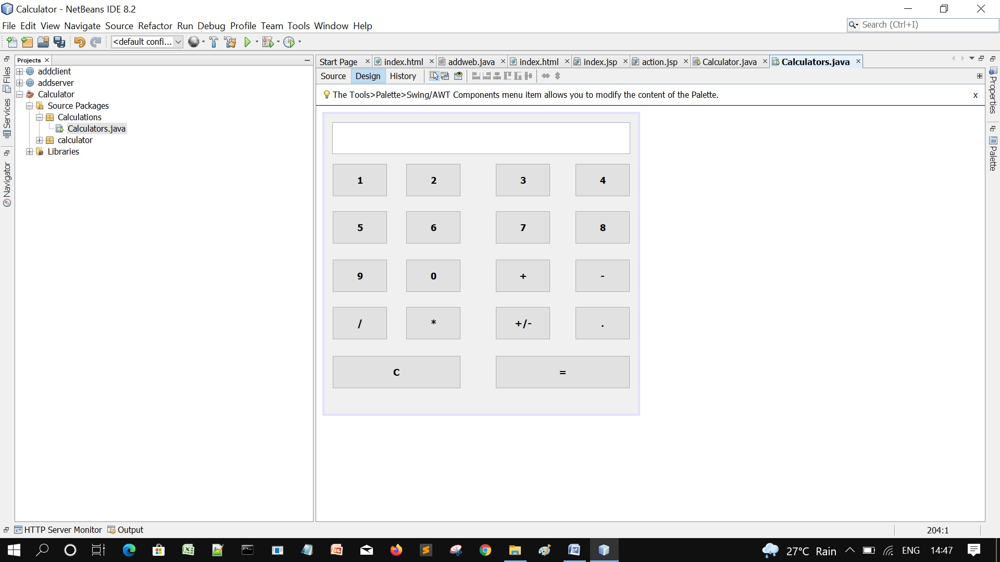 Calculator - NetBeans IDE 8.2
File Edit View Navigate Source Refactor Run Debug Profile Team Tools Window Help
Search (Ctrl+I)
<default confi...
Files
Services
Navigator
Projects
addclient
addserver
Calculator
Source Packages
Calculations
Calculators.java
calculator
Libraries
Start Page index.html addweb.java index.html index.jsp action.jsp Calculator.java Calculators.java
Source Design History
The Tools>Palette>Swing/AWT Components menu item allows you to modify the content of the Palette. x
1 2 3 4
5 6 7 8
9 0 + -
/ * +/- .
C =
Properties
Palette
HTTP Server Monitor Output
204:1
27°C Rain ENG 14:47